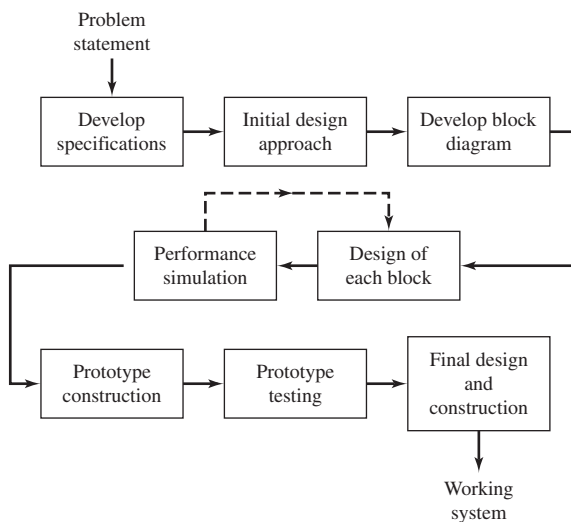 Problem
statement
Develop
specifications
Initial design
approach
Develop block
diagram
Performance
simulation
Design of
each block
Prototype
construction
Prototype
testing
Final design
and
construction
Working
system